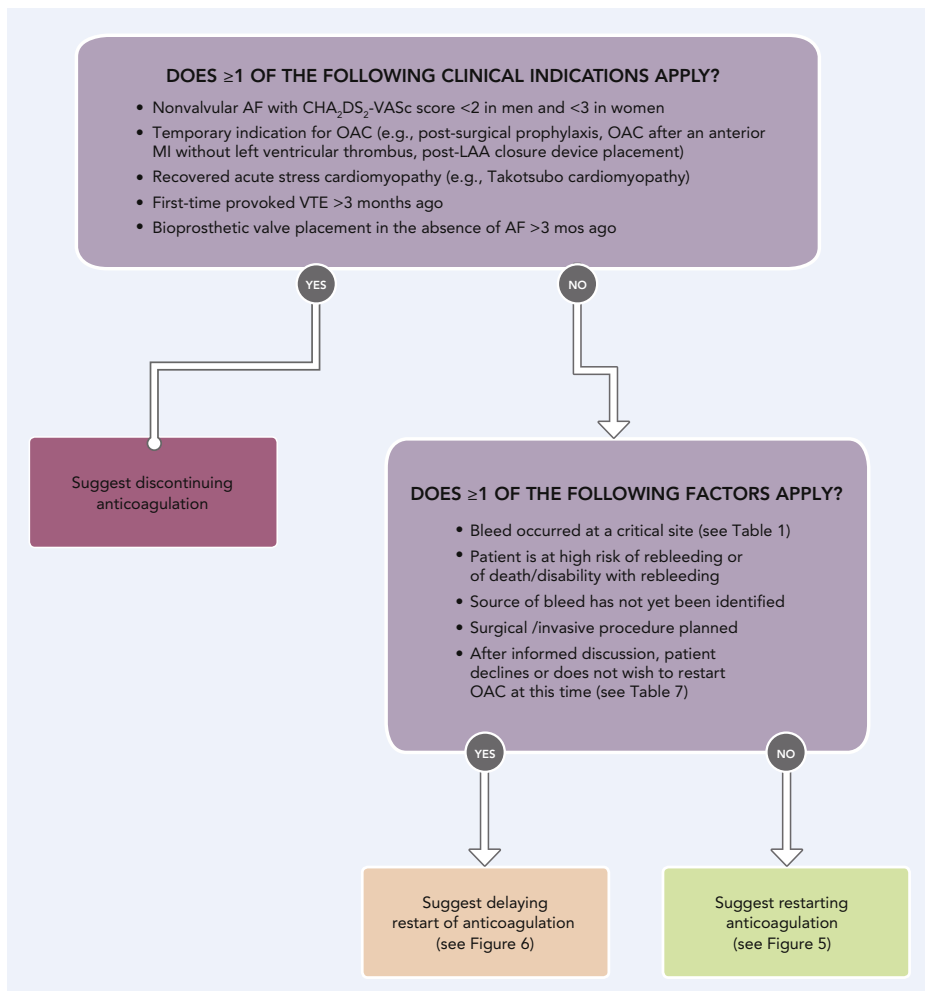 DOES ≥1 OF THE FOLLOWING CLINICAL INDICATIONS APPLY?
• Nonvalvular AF with CHA₂DS₂-VASc score <2 in men and <3 in women
• Temporary indication for OAC (e.g., post-surgical prophylaxis, OAC after an anterior
MI without left ventricular thrombus, post-LAA closure device placement)
• Recovered acute stress cardiomyopathy (e.g., Takotsubo cardiomyopathy)
• First-time provoked VTE >3 months ago
• Bioprosthetic valve placement in the absence of AF >3 mos ago
YES
NO
Suggest discontinuing
anticoagulation
DOES ≥1 OF THE FOLLOWING FACTORS APPLY?
• Bleed occurred at a critical site (see Table 1)
• Patient is at high risk of rebleeding or
of death/disability with rebleeding
• Source of bleed has not yet been identified
• Surgical /invasive procedure planned
• After informed discussion, patient
declines or does not wish to restart
OAC at this time (see Table 7)
YES
NO
Suggest delaying
restart of anticoagulation
(see Figure 6)
Suggest restarting
anticoagulation
(see Figure 5)